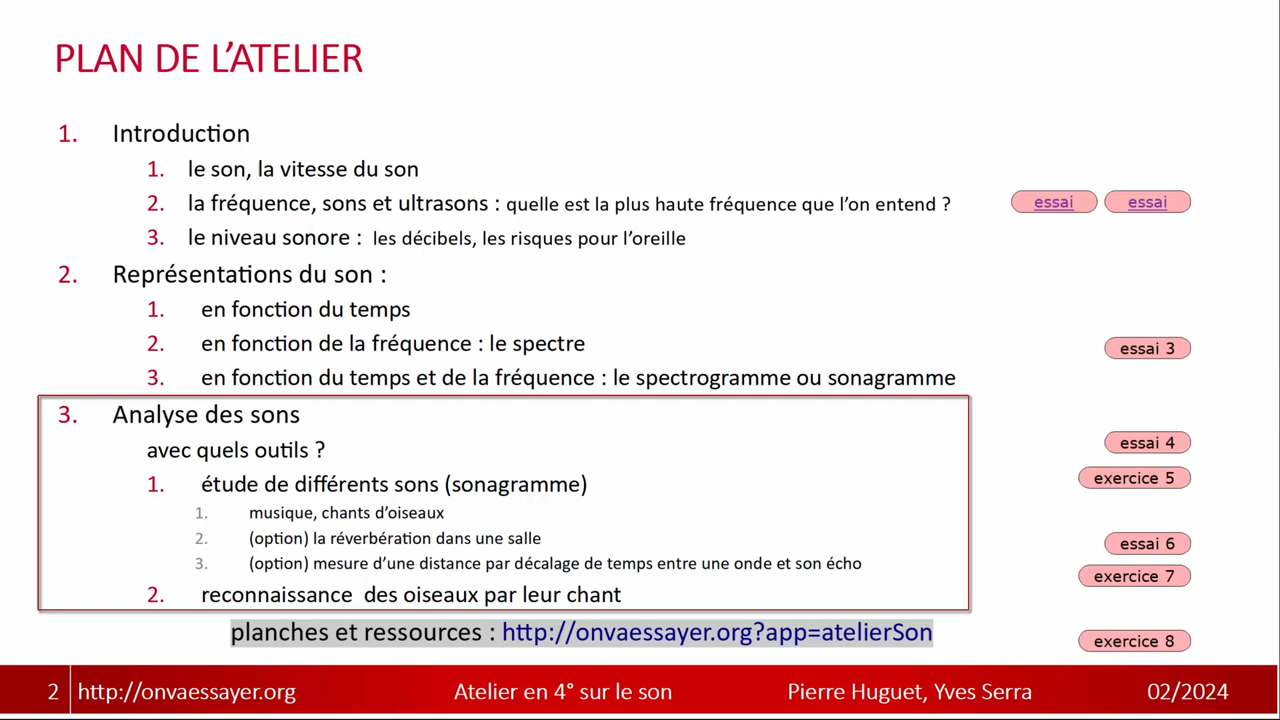 PLAN DE L'ATELIER
1. Introduction
1. le son, la vitesse du son
2. la fréquence, sons et ultrasons : quelle est la plus haute fréquence que l'on entend ? essai essai
3. le niveau sonore : les décibels, les risques pour l'oreille
2. Représentations du son :
1. en fonction du temps
2. en fonction de la fréquence : le spectre essai 3
3. en fonction du temps et de la fréquence : le spectrogramme ou sonagramme
3. Analyse des sons
avec quels outils ? essai 4
1. étude de différents sons (sonagramme) exercice 5
1. musique, chants d'oiseaux
2. (option) la réverbération dans une salle essai 6
3. (option) mesure d'une distance par décalage de temps entre une onde et son écho exercice 7
2. reconnaissance des oiseaux par leur chant
planches et ressources : http://onvaessayer.org?app=atelierSon exercice 8
2 http://onvaessayer.org Atelier en 4° sur le son Pierre Huguet, Yves Serra 02/2024